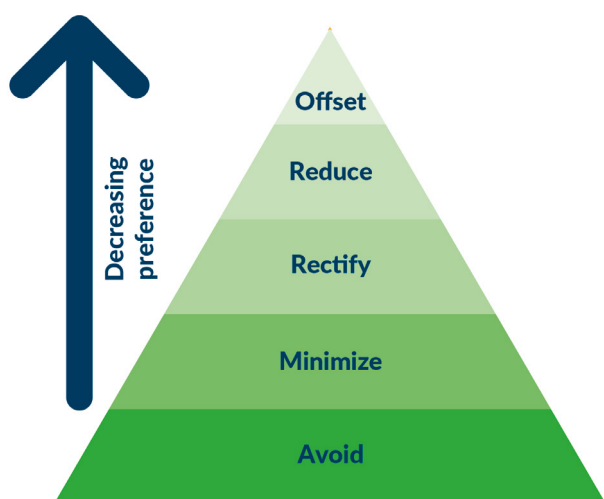 Offset
Reduce
Rectify
Minimize
Avoid
Decreasing
preference